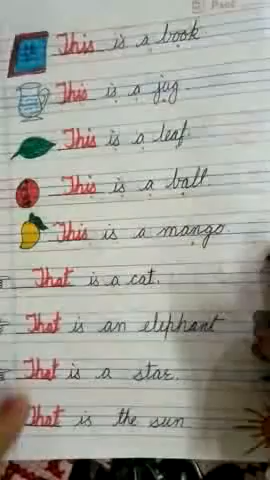 This is a book
This is a jug
This is a leaf.
This is a ball.
This is a mango.
That is a cat.
That is an elephant
That is a star.
That is the sun